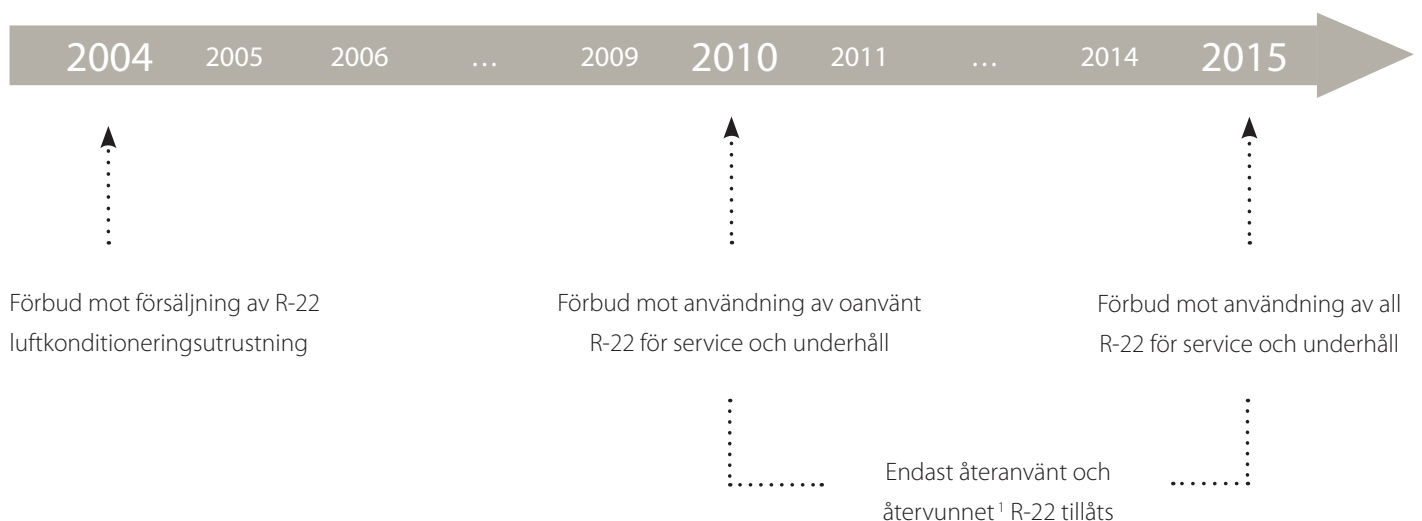 2004 2005 2006 … 2009 2010 2011 … 2014 2015
Förbud mot försäljning av R-22
luftkonditioneringsutrustning
Förbud mot användning av oanvänt
R-22 för service och underhåll
Förbud mot användning av all
R-22 för service och underhåll
Endast återanvänt och
återvunnet¹ R-22 tillåts